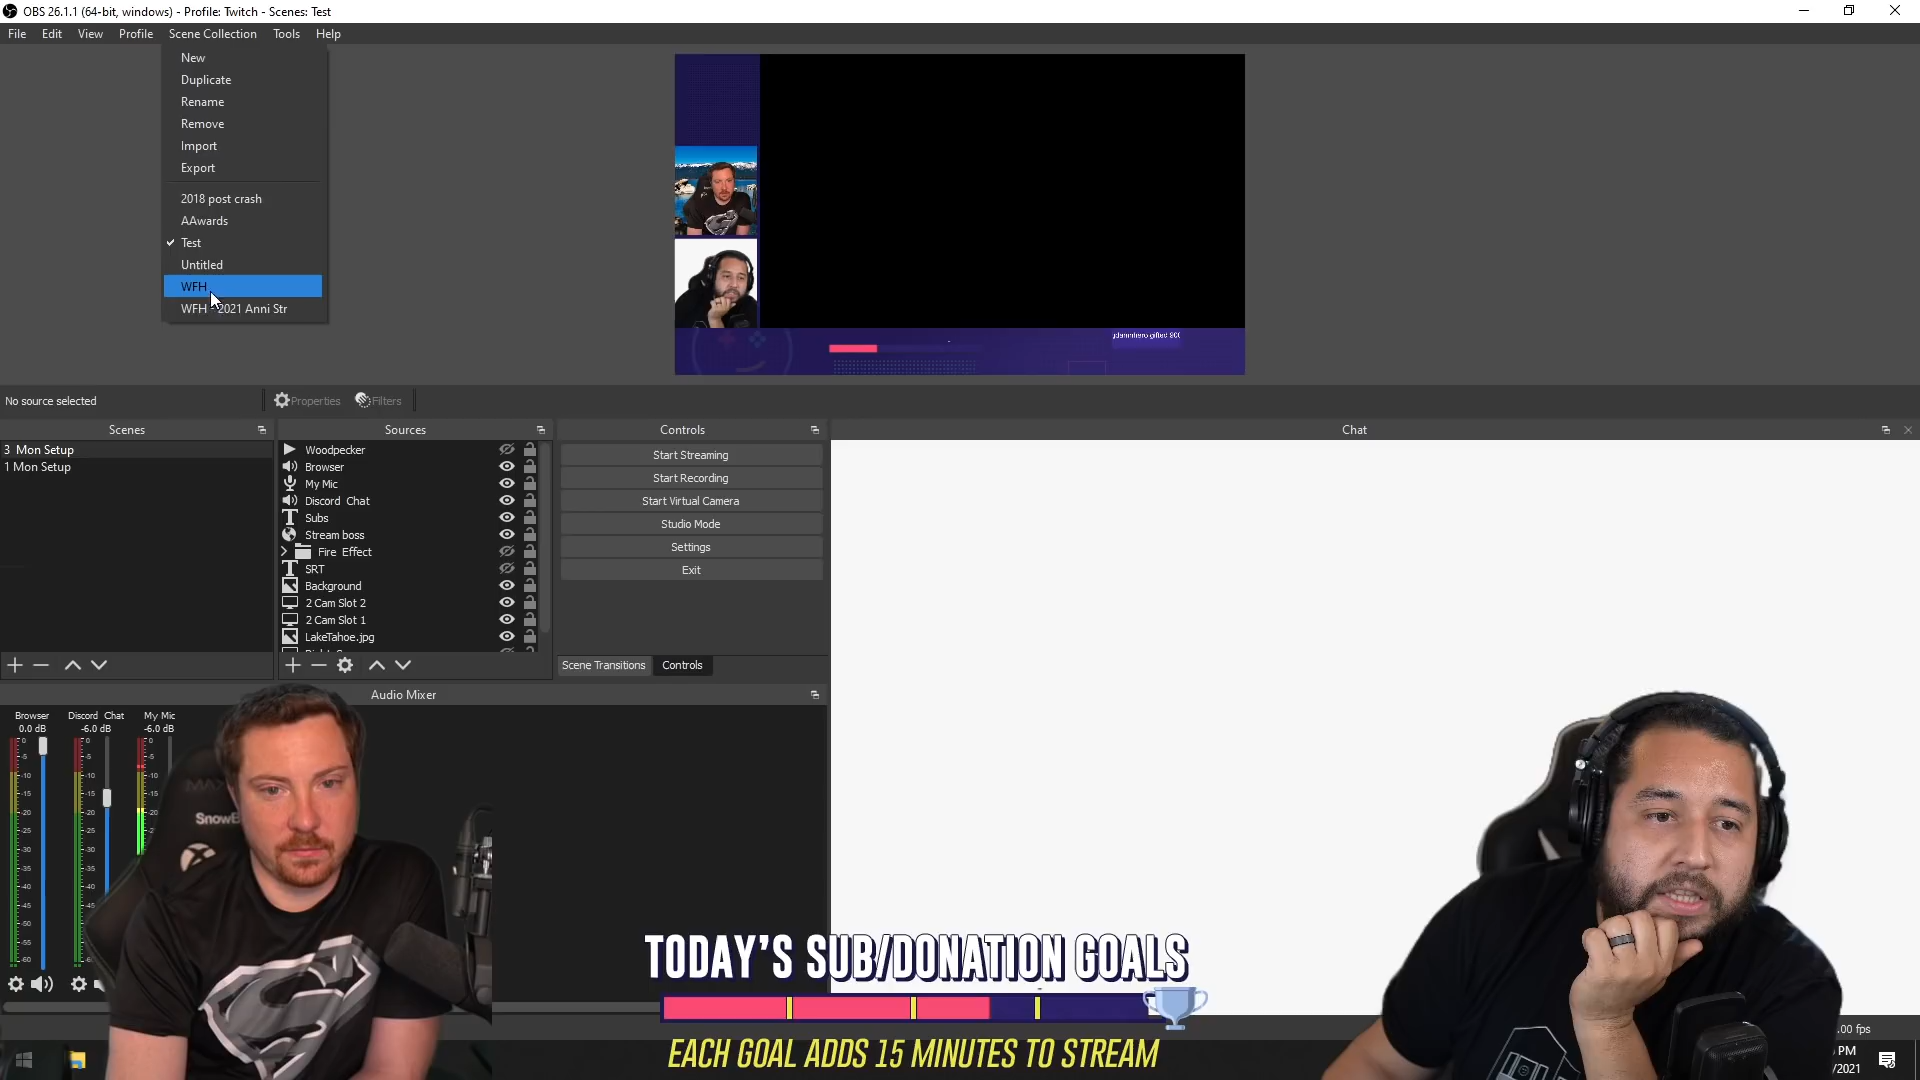 OBS 26.1.1 (64-bit, windows) - Profile: Twitch - Scenes: Test
File Edit View Profile Scene Collection Tools Help
New
Duplicate
Rename
Remove
Import
Export
2018 post crash
AAwards
Test
Untitled
WFH
WFH - 2021 Anni Str
No source selected
Properties
Filters
Scenes
3 Mon Setup
1 Mon Setup
Sources
Woodpecker
Browser
My Mic
Discord Chat
Subs
Stream boss
Fire Effect
SRT
Background
2 Cam Slot 2
2 Cam Slot 1
LakeTahoe.jpg
Controls
Start Streaming
Start Recording
Start Virtual Camera
Studio Mode
Settings
Exit
Scene Transitions
Controls
Chat
Audio Mixer
Browser
0.0 dB
Discord Chat
-6.0 dB
My Mic
-6.0 dB
TODAY'S SUB/DONATION GOALS
EACH GOAL ADDS 15 MINUTES TO STREAM
.00 fps
PM
/2021